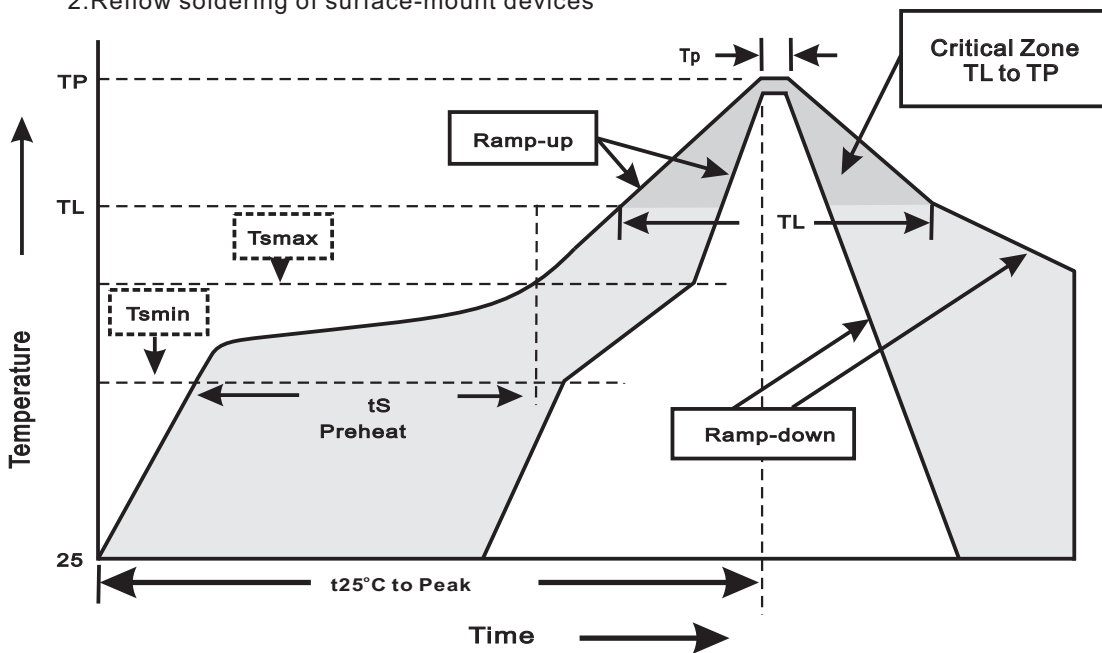 2.Reflow soldering of surface-mount devices
Tp
Critical Zone
TL to TP
TP
Ramp-up
TL
TL
Tsmax
Tsmin
Temperature
tS
Preheat
Ramp-down
25
t25°C to Peak
Time